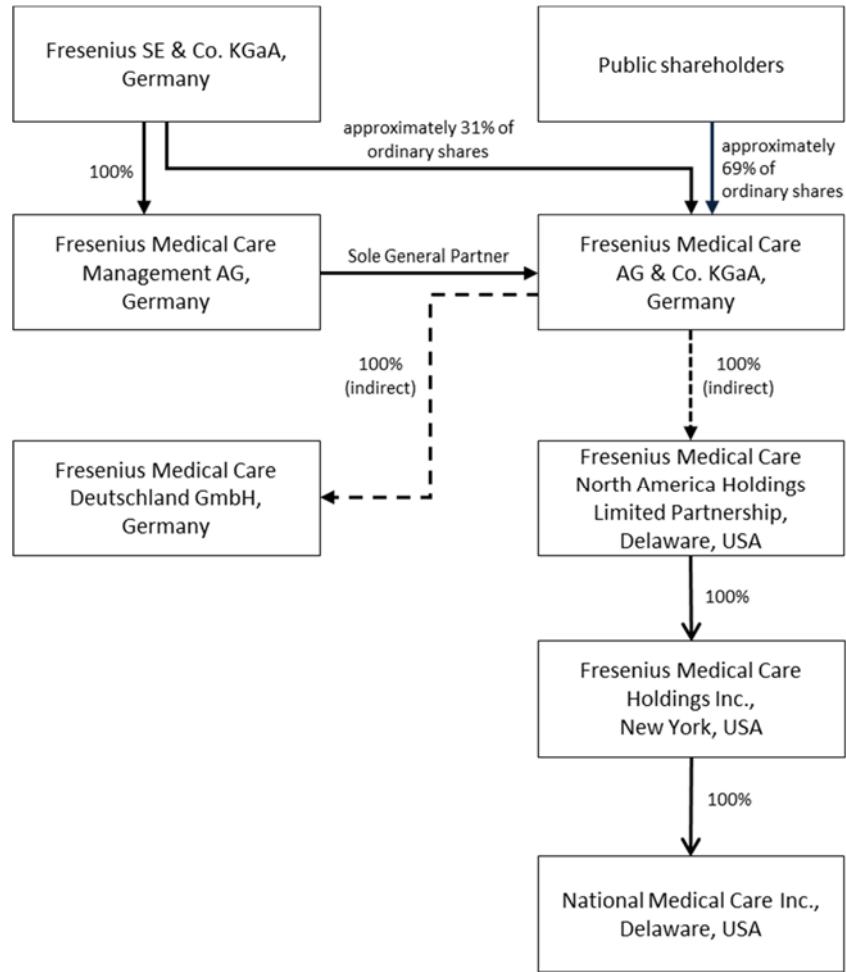 Fresenius SE & Co. KGaA,
Germany
Public shareholders
approximately 31% of
ordinary shares
approximately
69% of
ordinary shares
100%
Fresenius Medical Care
Management AG,
Germany
Sole General Partner
Fresenius Medical Care
AG & Co. KGaA,
Germany
100%
(indirect)
100%
(indirect)
Fresenius Medical Care
Deutschland GmbH,
Germany
Fresenius Medical Care
North America Holdings
Limited Partnership,
Delaware, USA
100%
Fresenius Medical Care
Holdings Inc.,
New York, USA
100%
National Medical Care Inc.,
Delaware, USA